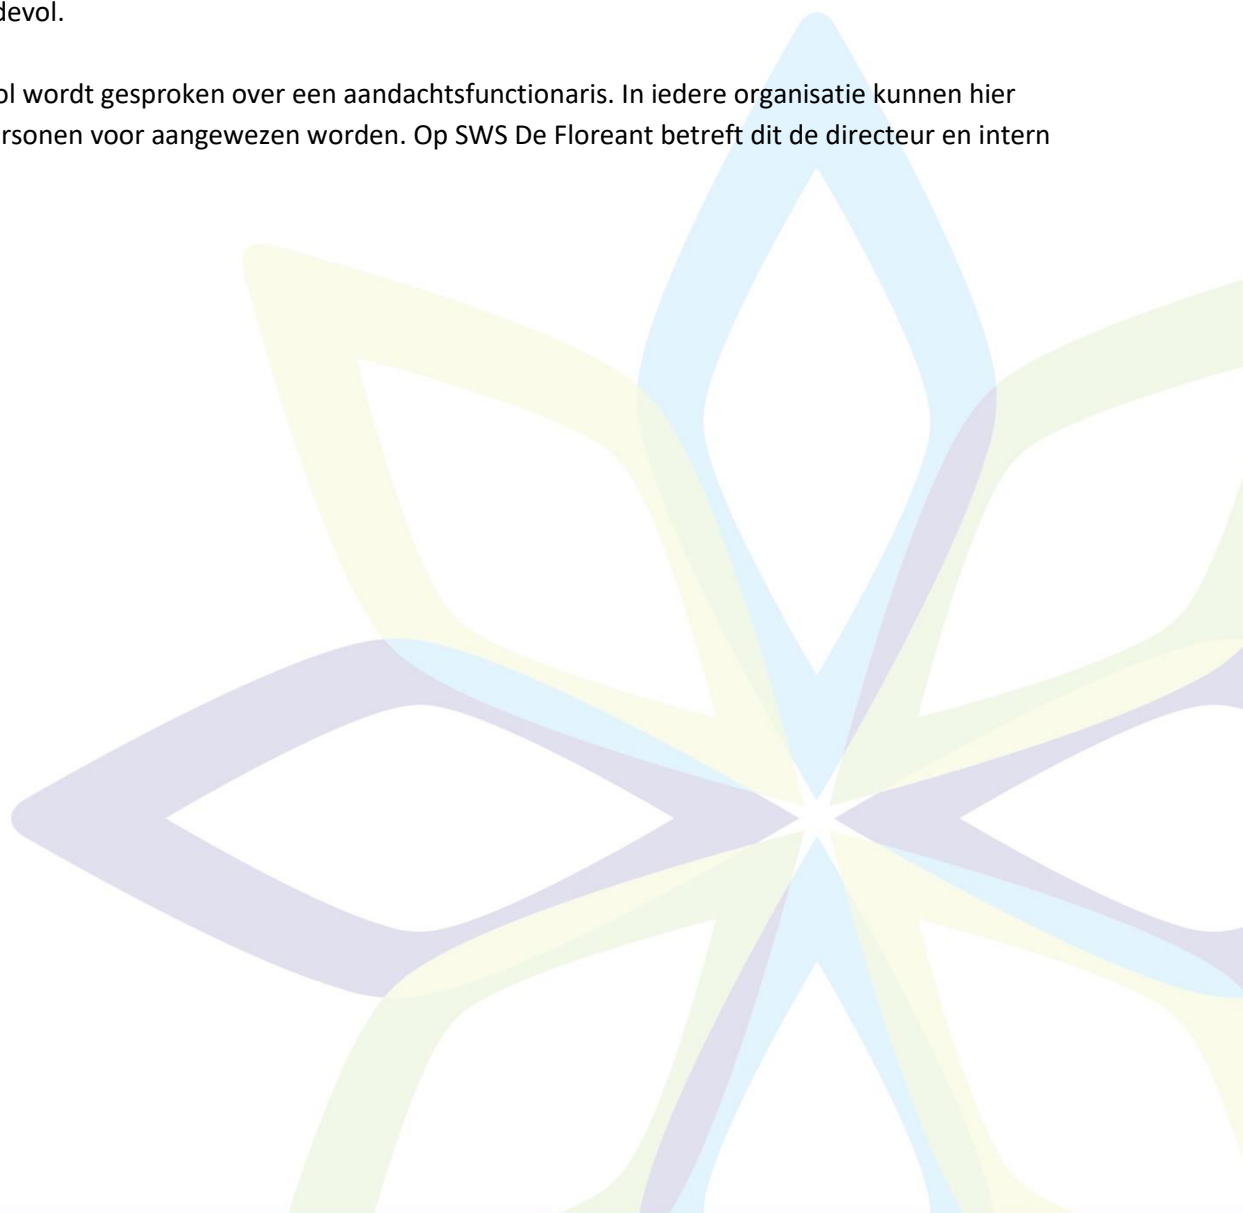 devol.
ol wordt gesproken over een aandachtsfunctionaris. In iedere organisatie kunnen hier
ersonen voor aangewezen worden. Op SWS De Floreant betreft dit de directeur en intern